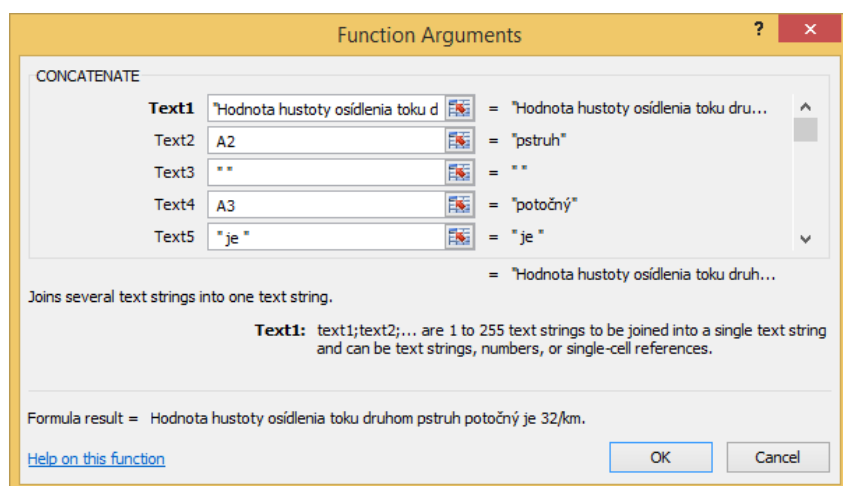 Function Arguments ? ×
CONCATENATE
Text1 "Hodnota hustoty osídlenia toku d = "Hodnota hustoty osídlenia toku dru...
Text2 A2 = "pstruh"
Text3 " " = " "
Text4 A3 = "potočný"
Text5 " je " = " je "
= "Hodnota hustoty osídlenia toku druh...
Joins several text strings into one text string.
Text1: text1;text2;... are 1 to 255 text strings to be joined into a single text string
and can be text strings, numbers, or single-cell references.
Formula result = Hodnota hustoty osídlenia toku druhom pstruh potočný je 32/km.
Help on this function OK Cancel